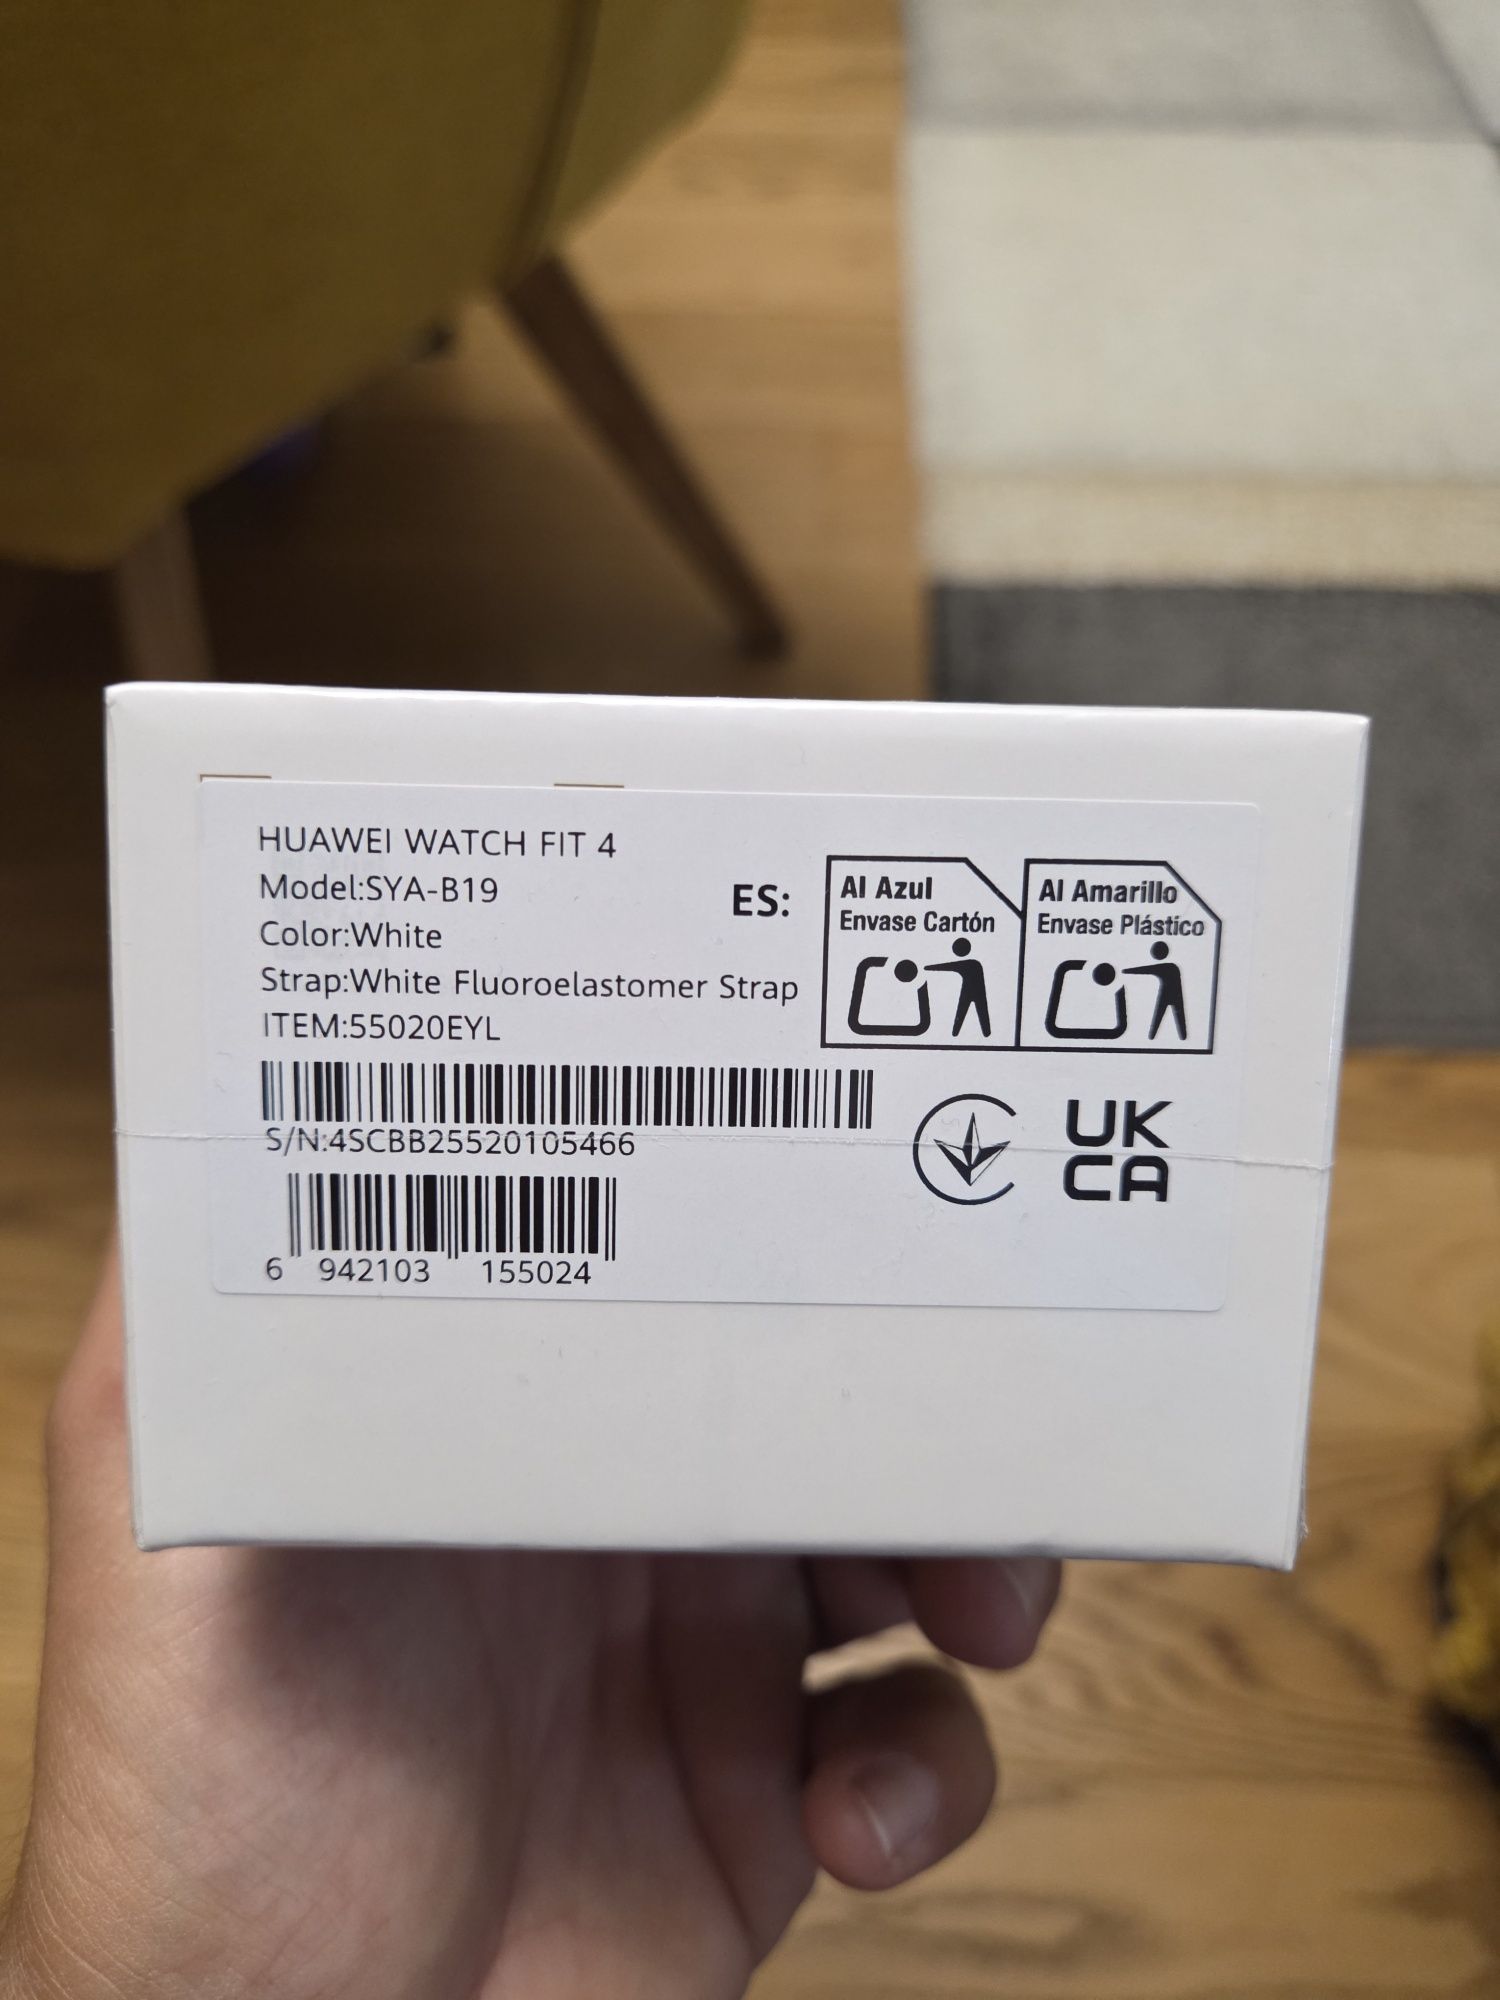 HUAWEI WATCH FIT 4
Model:SYA-B19
Color:White
Strap:White Fluoroelastomer Strap
ITEM:55020EYL
S/N:4SCBB25520105466
6 942103 155024
ES:
Al Azul
Envase Cartón
Al Amarillo
Envase Plástico
UK
CA